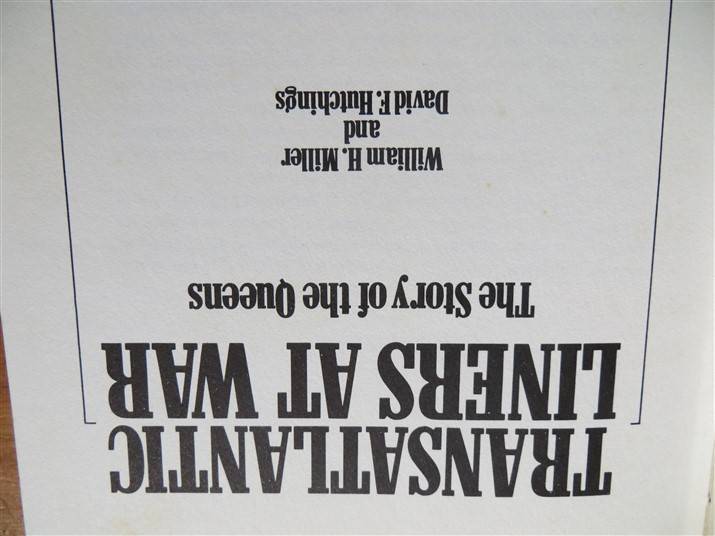 TRANSATLANTIC
LINERS AT WAR
The Story of the Queens
William H. Miller
and
David F. Hutchings